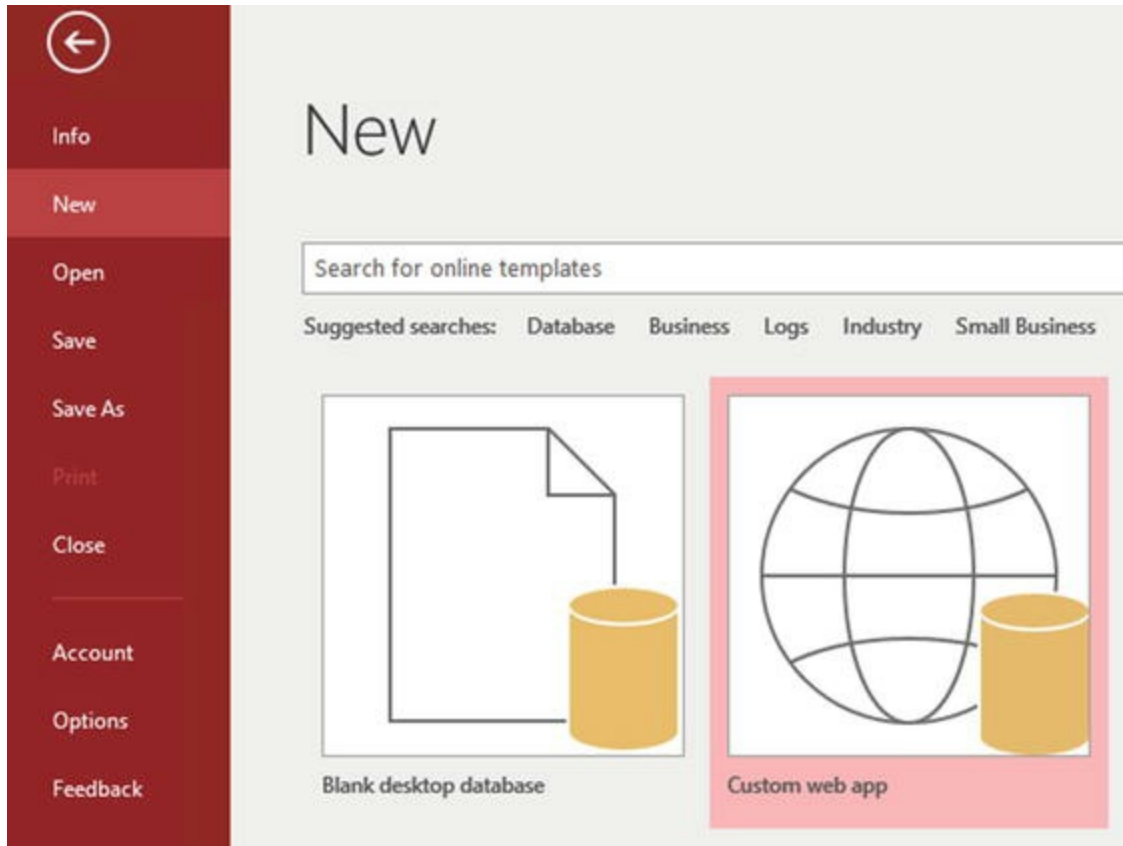 Info
New
Open
Save
Save As
Print
Close
Account
Options
Feedback
New
Search for online templates
Suggested searches: Database Business Logs Industry Small Business
Blank desktop database
Custom web app